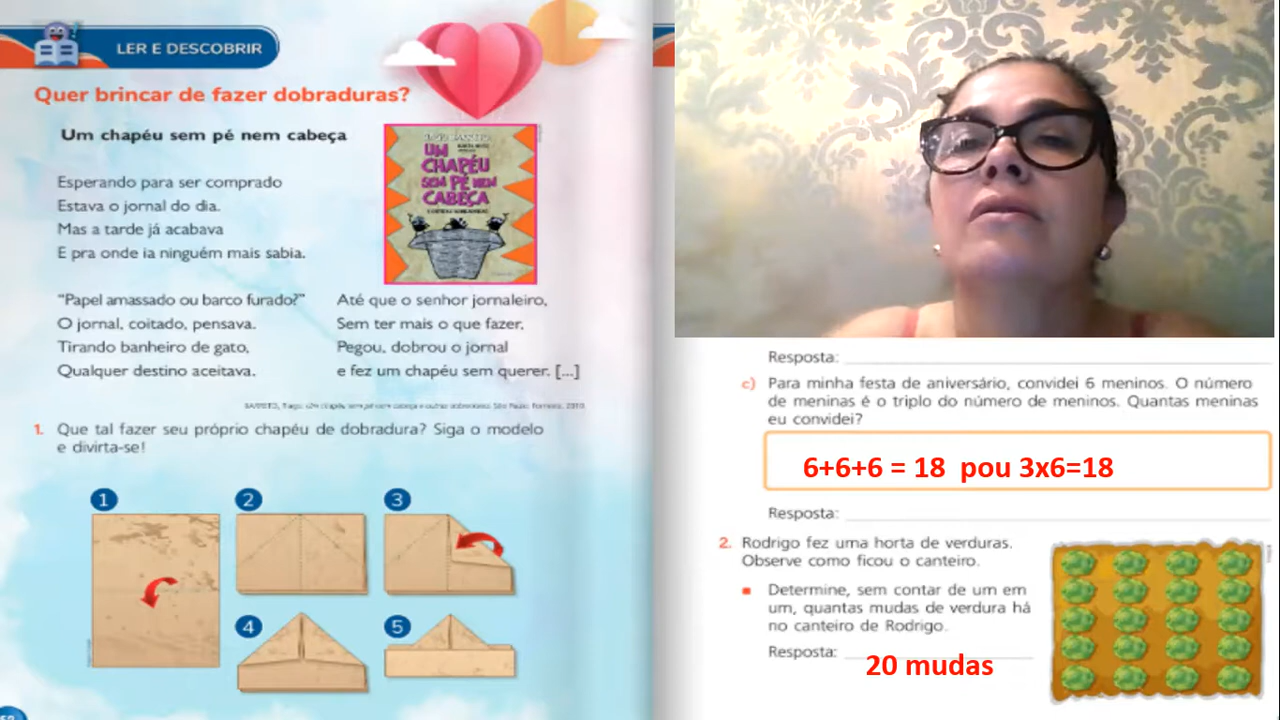 LER E DESCOBRIR
Quer brincar de fazer dobraduras?
Um chapéu sem pé nem cabeça
Esperando para ser comprado
Estava o jornal do dia.
Mas a tarde já acabava
E pra onde ia ninguém mais sabia.
UM
CHAPÉU
SEM PÉ NEM
CABEÇA
“Papel amassado ou barco furado?”
O jornal, coitado, pensava.
Tirando banheiro de gato,
Qualquer destino aceitava.
Até que o senhor jornaleiro,
Sem ter mais o que fazer,
Pegou, dobrou o jornal
e fez um chapéu sem querer. [...]
1. Que tal fazer seu próprio chapéu de dobradura? Siga o modelo
e divirta-se!
1
2
3
4
5
Resposta:
c) Para minha festa de aniversário, convidei 6 meninos. O número
de meninas é o triplo do número de meninos. Quantas meninas
eu convidei?
6+6+6 = 18 pou 3x6=18
Resposta:
2. Rodrigo fez uma horta de verduras.
Observe como ficou o canteiro.
Determine, sem contar de um em
um, quantas mudas de verdura há
no canteiro de Rodrigo.
Resposta:
20 mudas